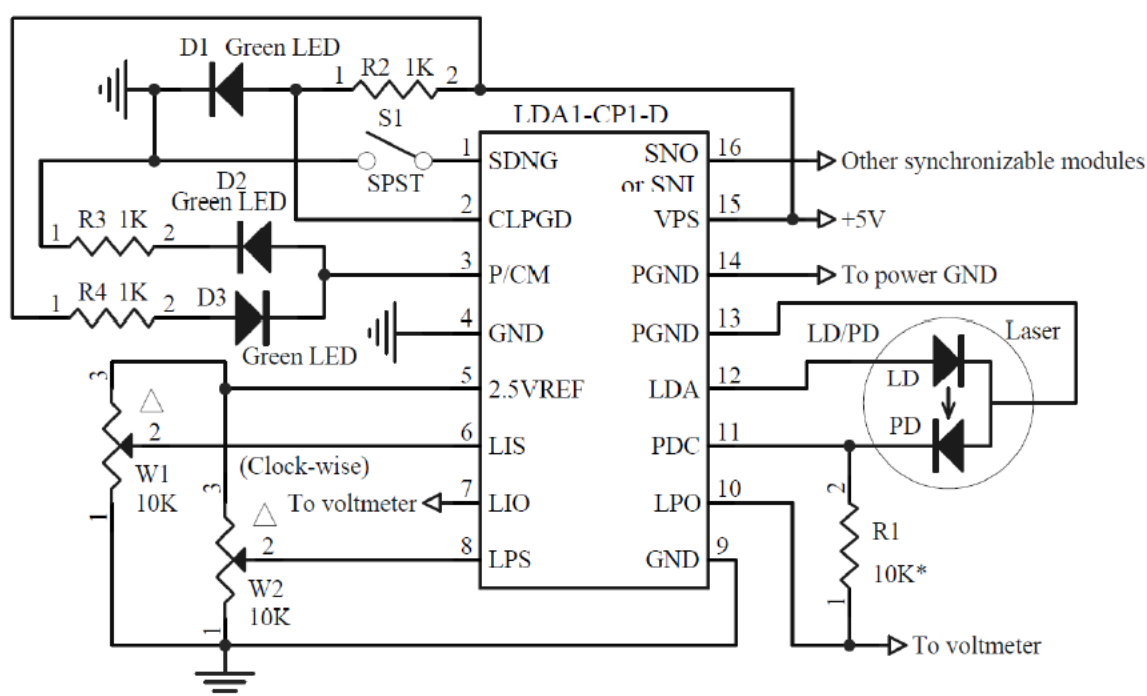 D1 Green LED
1 R2 1K 2
LDA1-CP1-D
S1
SPST
1 SDNG
SNO 16
or SNI
Other synchronizable modules
D2
Green LED
2 CLPGD
VPS 15
+5V
1 R3 1K 2
3 P/CM
PGND 14
To power GND
1 R4 1K 2
D3
Green LED
4 GND
PGND 13
LD/PD
Laser
LD
PD
3
5 2.5VREF
LDA 12
2
W1
10K
1
6 LIS
PDC 11
(Clock-wise)
To voltmeter
7 LIO
LPO 10
3
2
W2
10K
1
8 LPS
GND 9
2
R1
10K*
1
To voltmeter